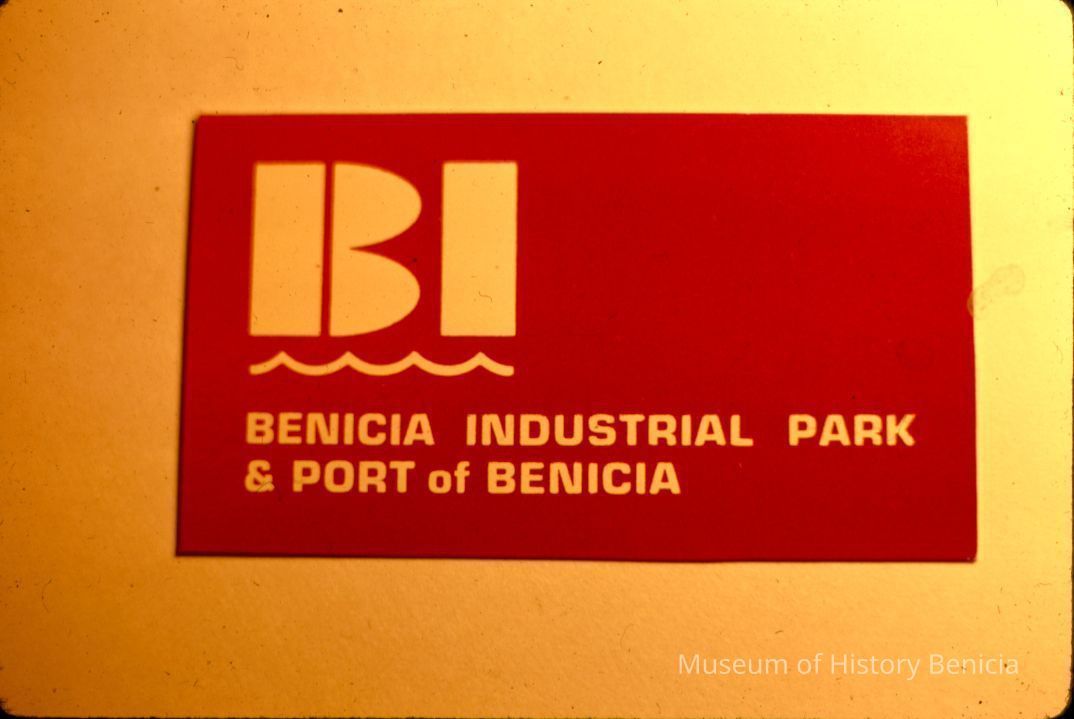 BI
BENICIA INDUSTRIAL PARK
& PORT of BENICIA
Museum of History Benicia